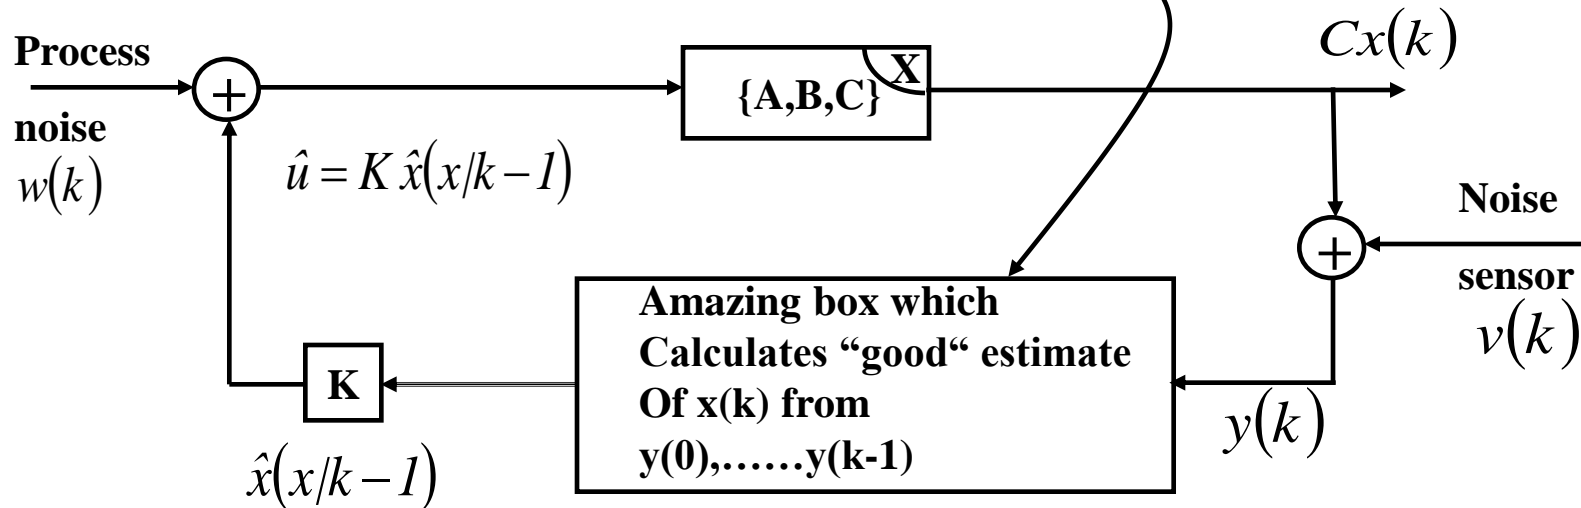 Process
noise
w(k)
+
û = K x̂(x/k − 1)
{A,B,C}
X
Cx(k)
+
Noise
sensor
v(k)
Amazing box which
Calculates “good“ estimate
Of x(k) from
y(0),……y(k-1)
K
x̂(x/k − 1)
y(k)